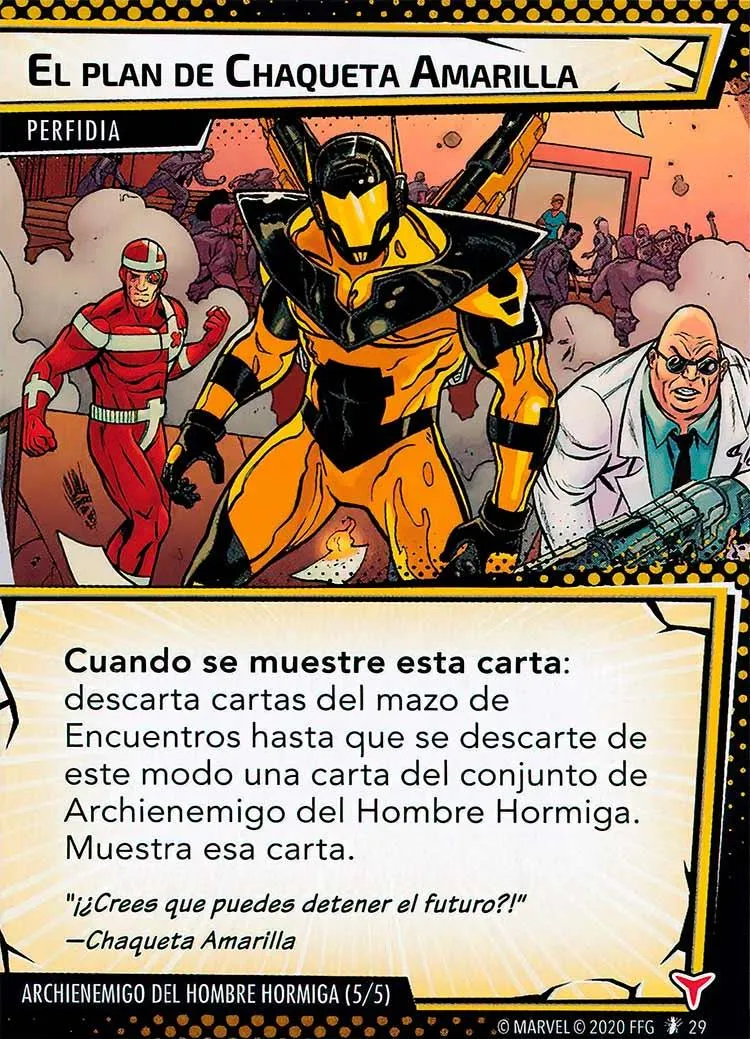 El plan de Chaqueta Amarilla
PERFIDIA
Cuando se muestre esta carta:
descarta cartas del mazo de
Encuentros hasta que se descarte de
este modo una carta del conjunto de
Archienemigo del Hombre Hormiga.
Muestra esa carta.
"¡¿Crees que puedes detener el futuro?!"
—Chaqueta Amarilla
ARCHIENEMIGO DEL HOMBRE HORMIGA (5/5)
© MARVEL © 2020 FFG 29